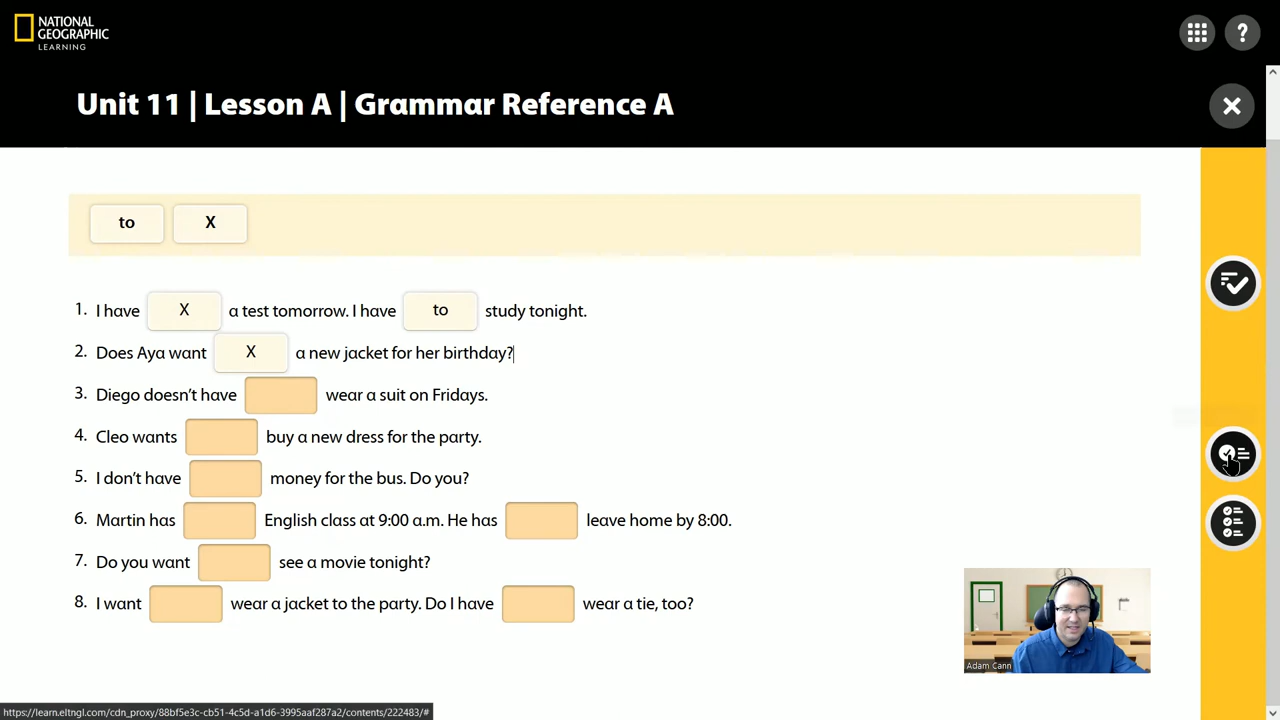 NATIONAL
GEOGRAPHIC
LEARNING
?
Unit 11 | Lesson A | Grammar Reference A
to X
1. I have X a test tomorrow. I have to study tonight.
2. Does Aya want X a new jacket for her birthday?
3. Diego doesn’t have wear a suit on Fridays.
4. Cleo wants buy a new dress for the party.
5. I don’t have money for the bus. Do you?
6. Martin has English class at 9:00 a.m. He has leave home by 8:00.
7. Do you want see a movie tonight?
8. I want wear a jacket to the party. Do I have wear a tie, too?
Adam Cann
https://learn.eltngl.com/cdn_proxy/88bf5e3c-cb51-4c5d-a1d6-3995aaf287a2/contents/222483/#